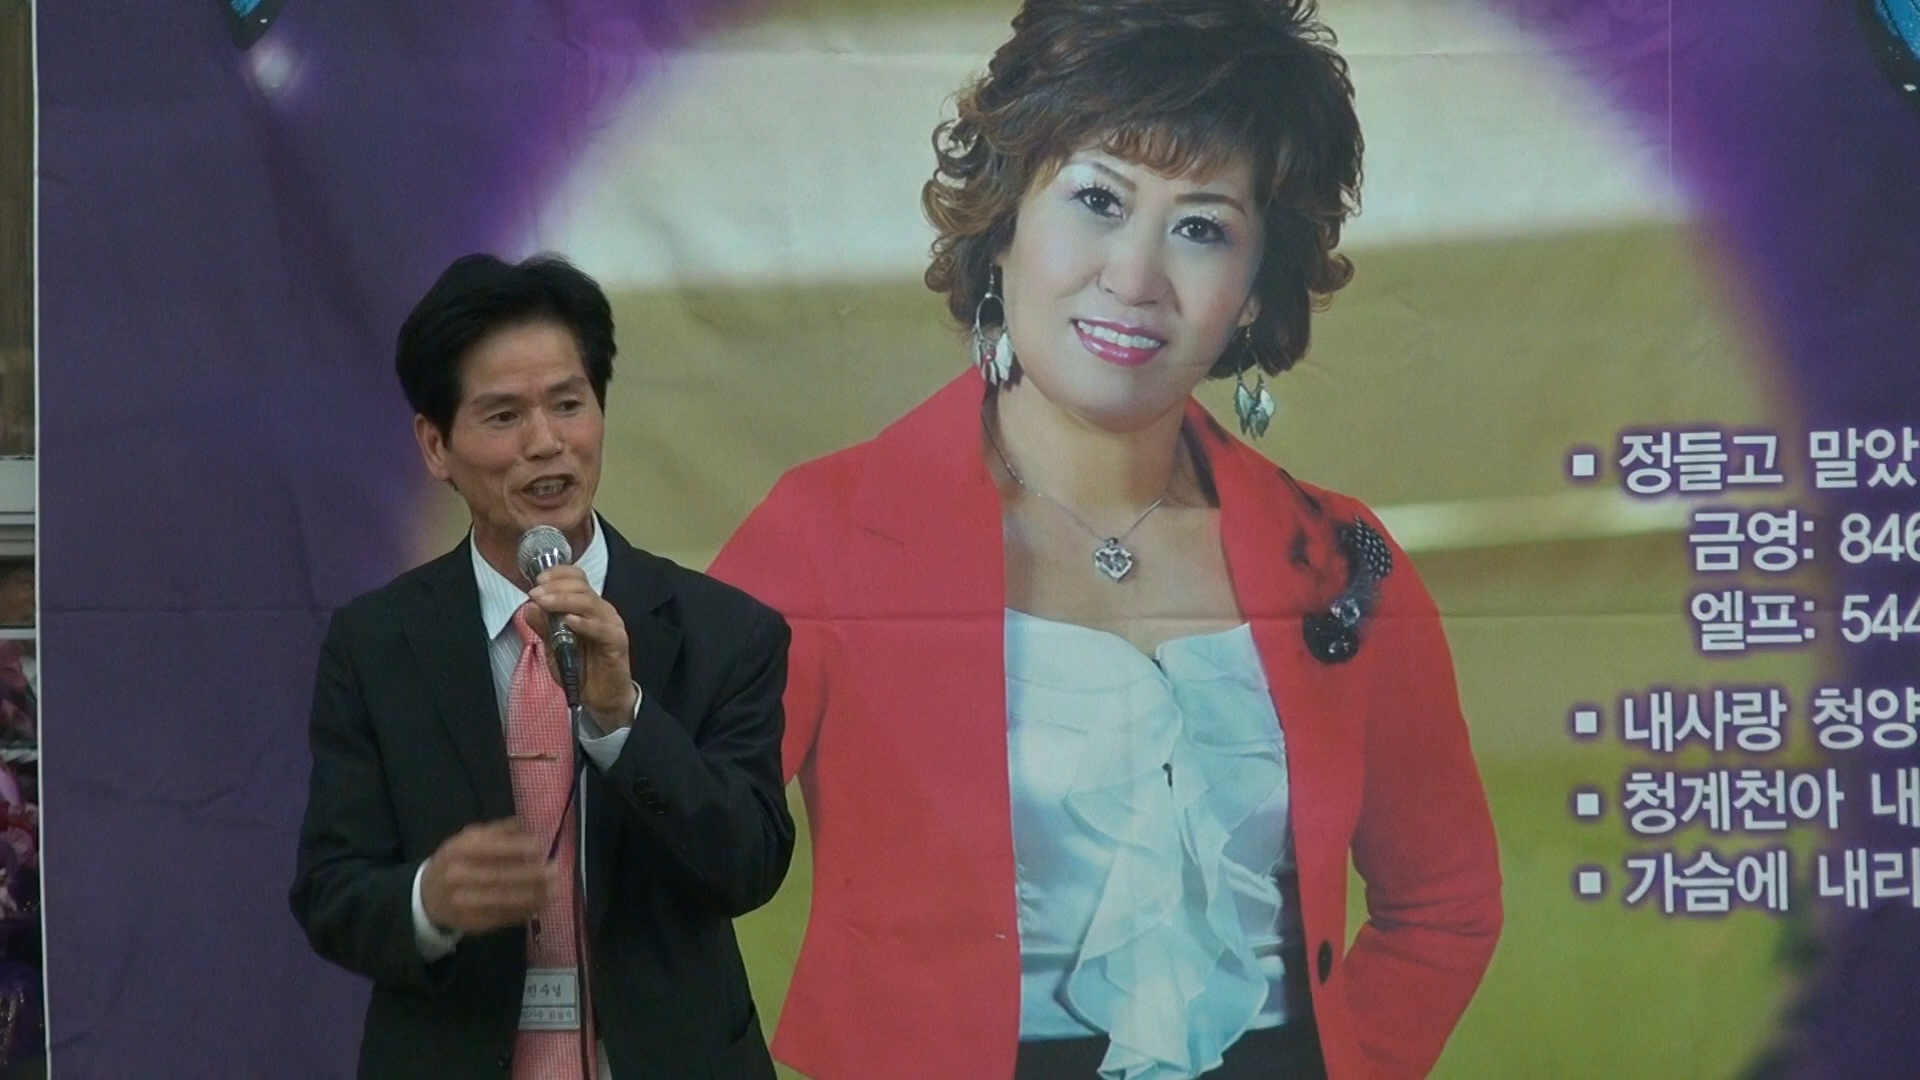 ▪ 정들고 말았
금영: 846
엘프: 544
▪ 내사랑 청양
▪ 청계천아 내
▪ 가슴에 내리